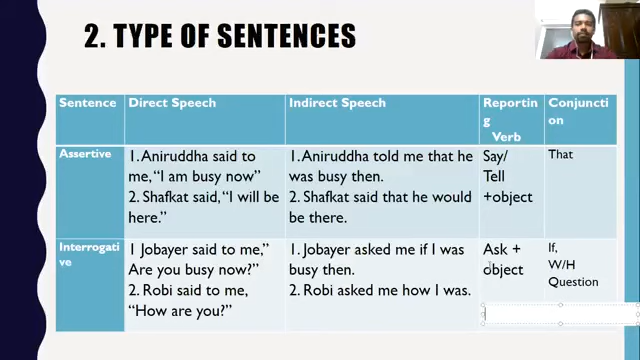 2. TYPE OF SENTENCES
Sentence
Direct Speech
Indirect Speech
Reportin
g
Verb
Conjuncti
on
Assertive
1. Aniruddha said to
me, “I am busy now”
2. Shafkat said, “I will be
here.”
1. Aniruddha told me that he
was busy then.
2. Shafkat said that he would
be there.
Say/
Tell
+object
That
Interrogati
ve
1 Jobayer said to me,”
Are you busy now?”
2. Robi said to me,
“How are you?”
1. Jobayer asked me if I was
busy then.
2. Robi asked me how I was.
Ask +
object
If,
W/H
Question